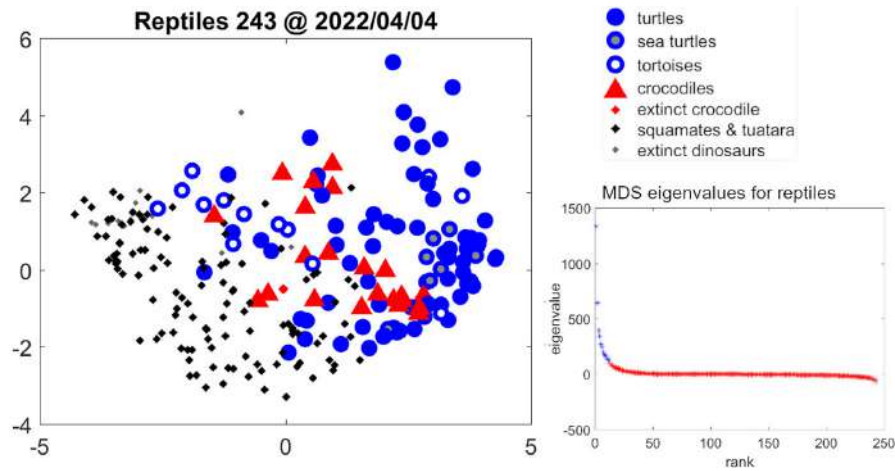 Reptiles 243 @ 2022/04/04
6
4
2
0
-2
-4
-5
0
5
turtles
sea turtles
tortoises
crocodiles
extinct crocodile
squamates & tuatara
extinct dinosaurs
MDS eigenvalues for reptiles
1500
1000
500
0
-500
eigenvalue
0
50
100
150
200
250
rank